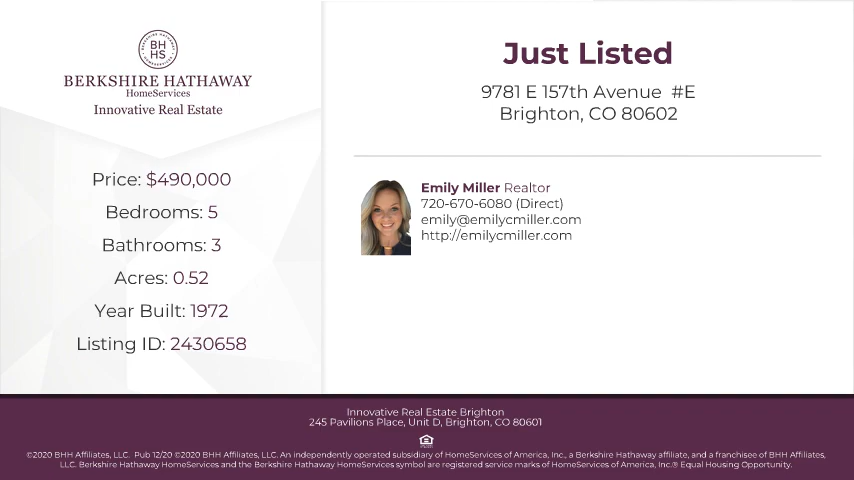 BERKSHIRE HATHAWAY
HomeServices
Innovative Real Estate
BH
HS
Price: $490,000
Bedrooms: 5
Bathrooms: 3
Acres: 0.52
Year Built: 1972
Listing ID: 2430658
Just Listed
9781 E 157th Avenue #E
Brighton, CO 80602
Emily Miller Realtor
720-670-6080 (Direct)
emily@emilycmiller.com
http://emilycmiller.com
Innovative Real Estate Brighton
245 Pavilions Place, Unit D, Brighton, CO 80601
©2020 BHH Affiliates, LLC. Pub 12/20 ©2020 BHH Affiliates, LLC. An independently operated subsidiary of HomeServices of America, Inc., a Berkshire Hathaway affiliate, and a franchisee of BHH Affiliates,
LLC. Berkshire Hathaway HomeServices and the Berkshire Hathaway HomeServices symbol are registered service marks of HomeServices of America, Inc.® Equal Housing Opportunity.